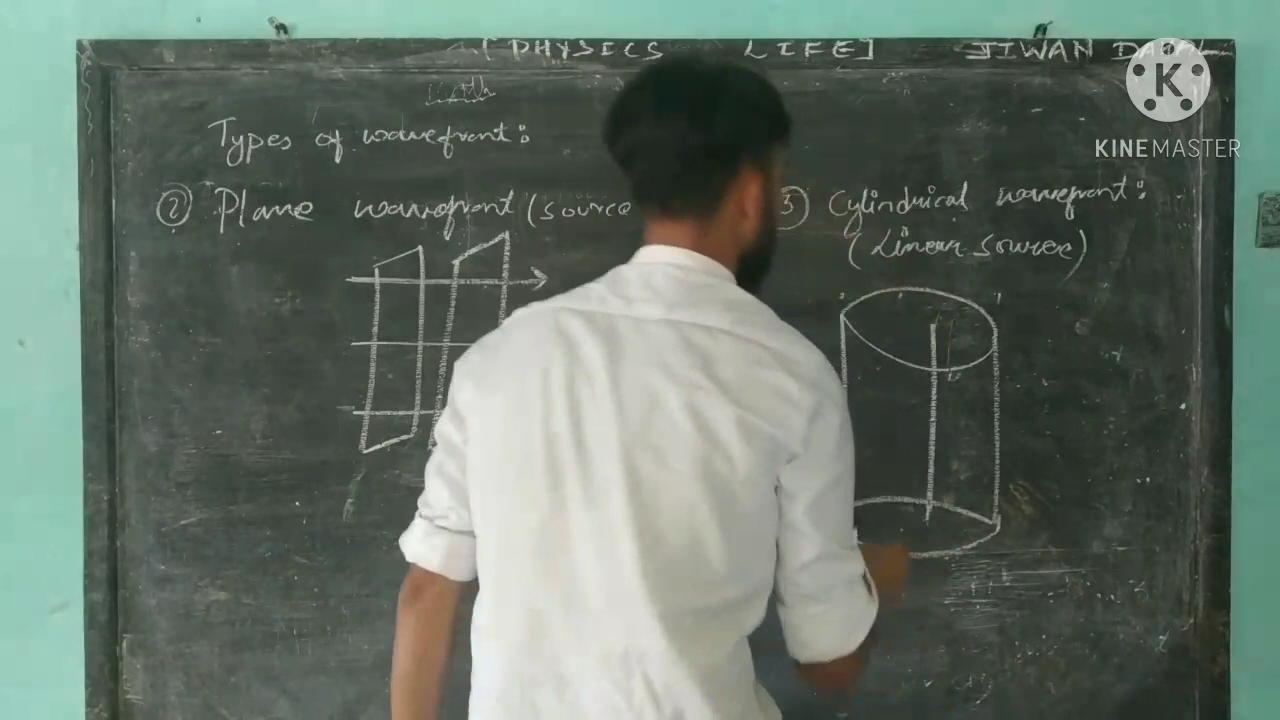 [PHYSICS LIFE] JIWAN
K
KINEMASTER
Types of wavefront:
② Plane wavefront (source
3) Cylindrical wavefront:
(Linear source)